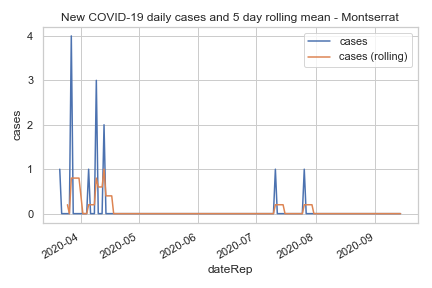 New COVID-19 daily cases and 5 day rolling mean - Montserrat
cases
cases (rolling)
4
3
2
1
0
cases
2020-04
2020-05
2020-06
2020-07
2020-08
2020-09
dateRep